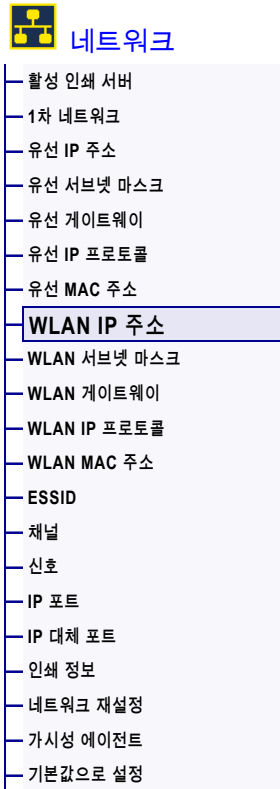 네트워크
활성 인쇄 서버
1차 네트워크
유선 IP 주소
유선 서브넷 마스크
유선 게이트웨이
유선 IP 프로토콜
유선 MAC 주소
WLAN IP 주소
WLAN 서브넷 마스크
WLAN 게이트웨이
WLAN IP 프로토콜
WLAN MAC 주소
ESSID
채널
신호
IP 포트
IP 대체 포트
인쇄 정보
네트워크 재설정
가시성 에이전트
기본값으로 설정